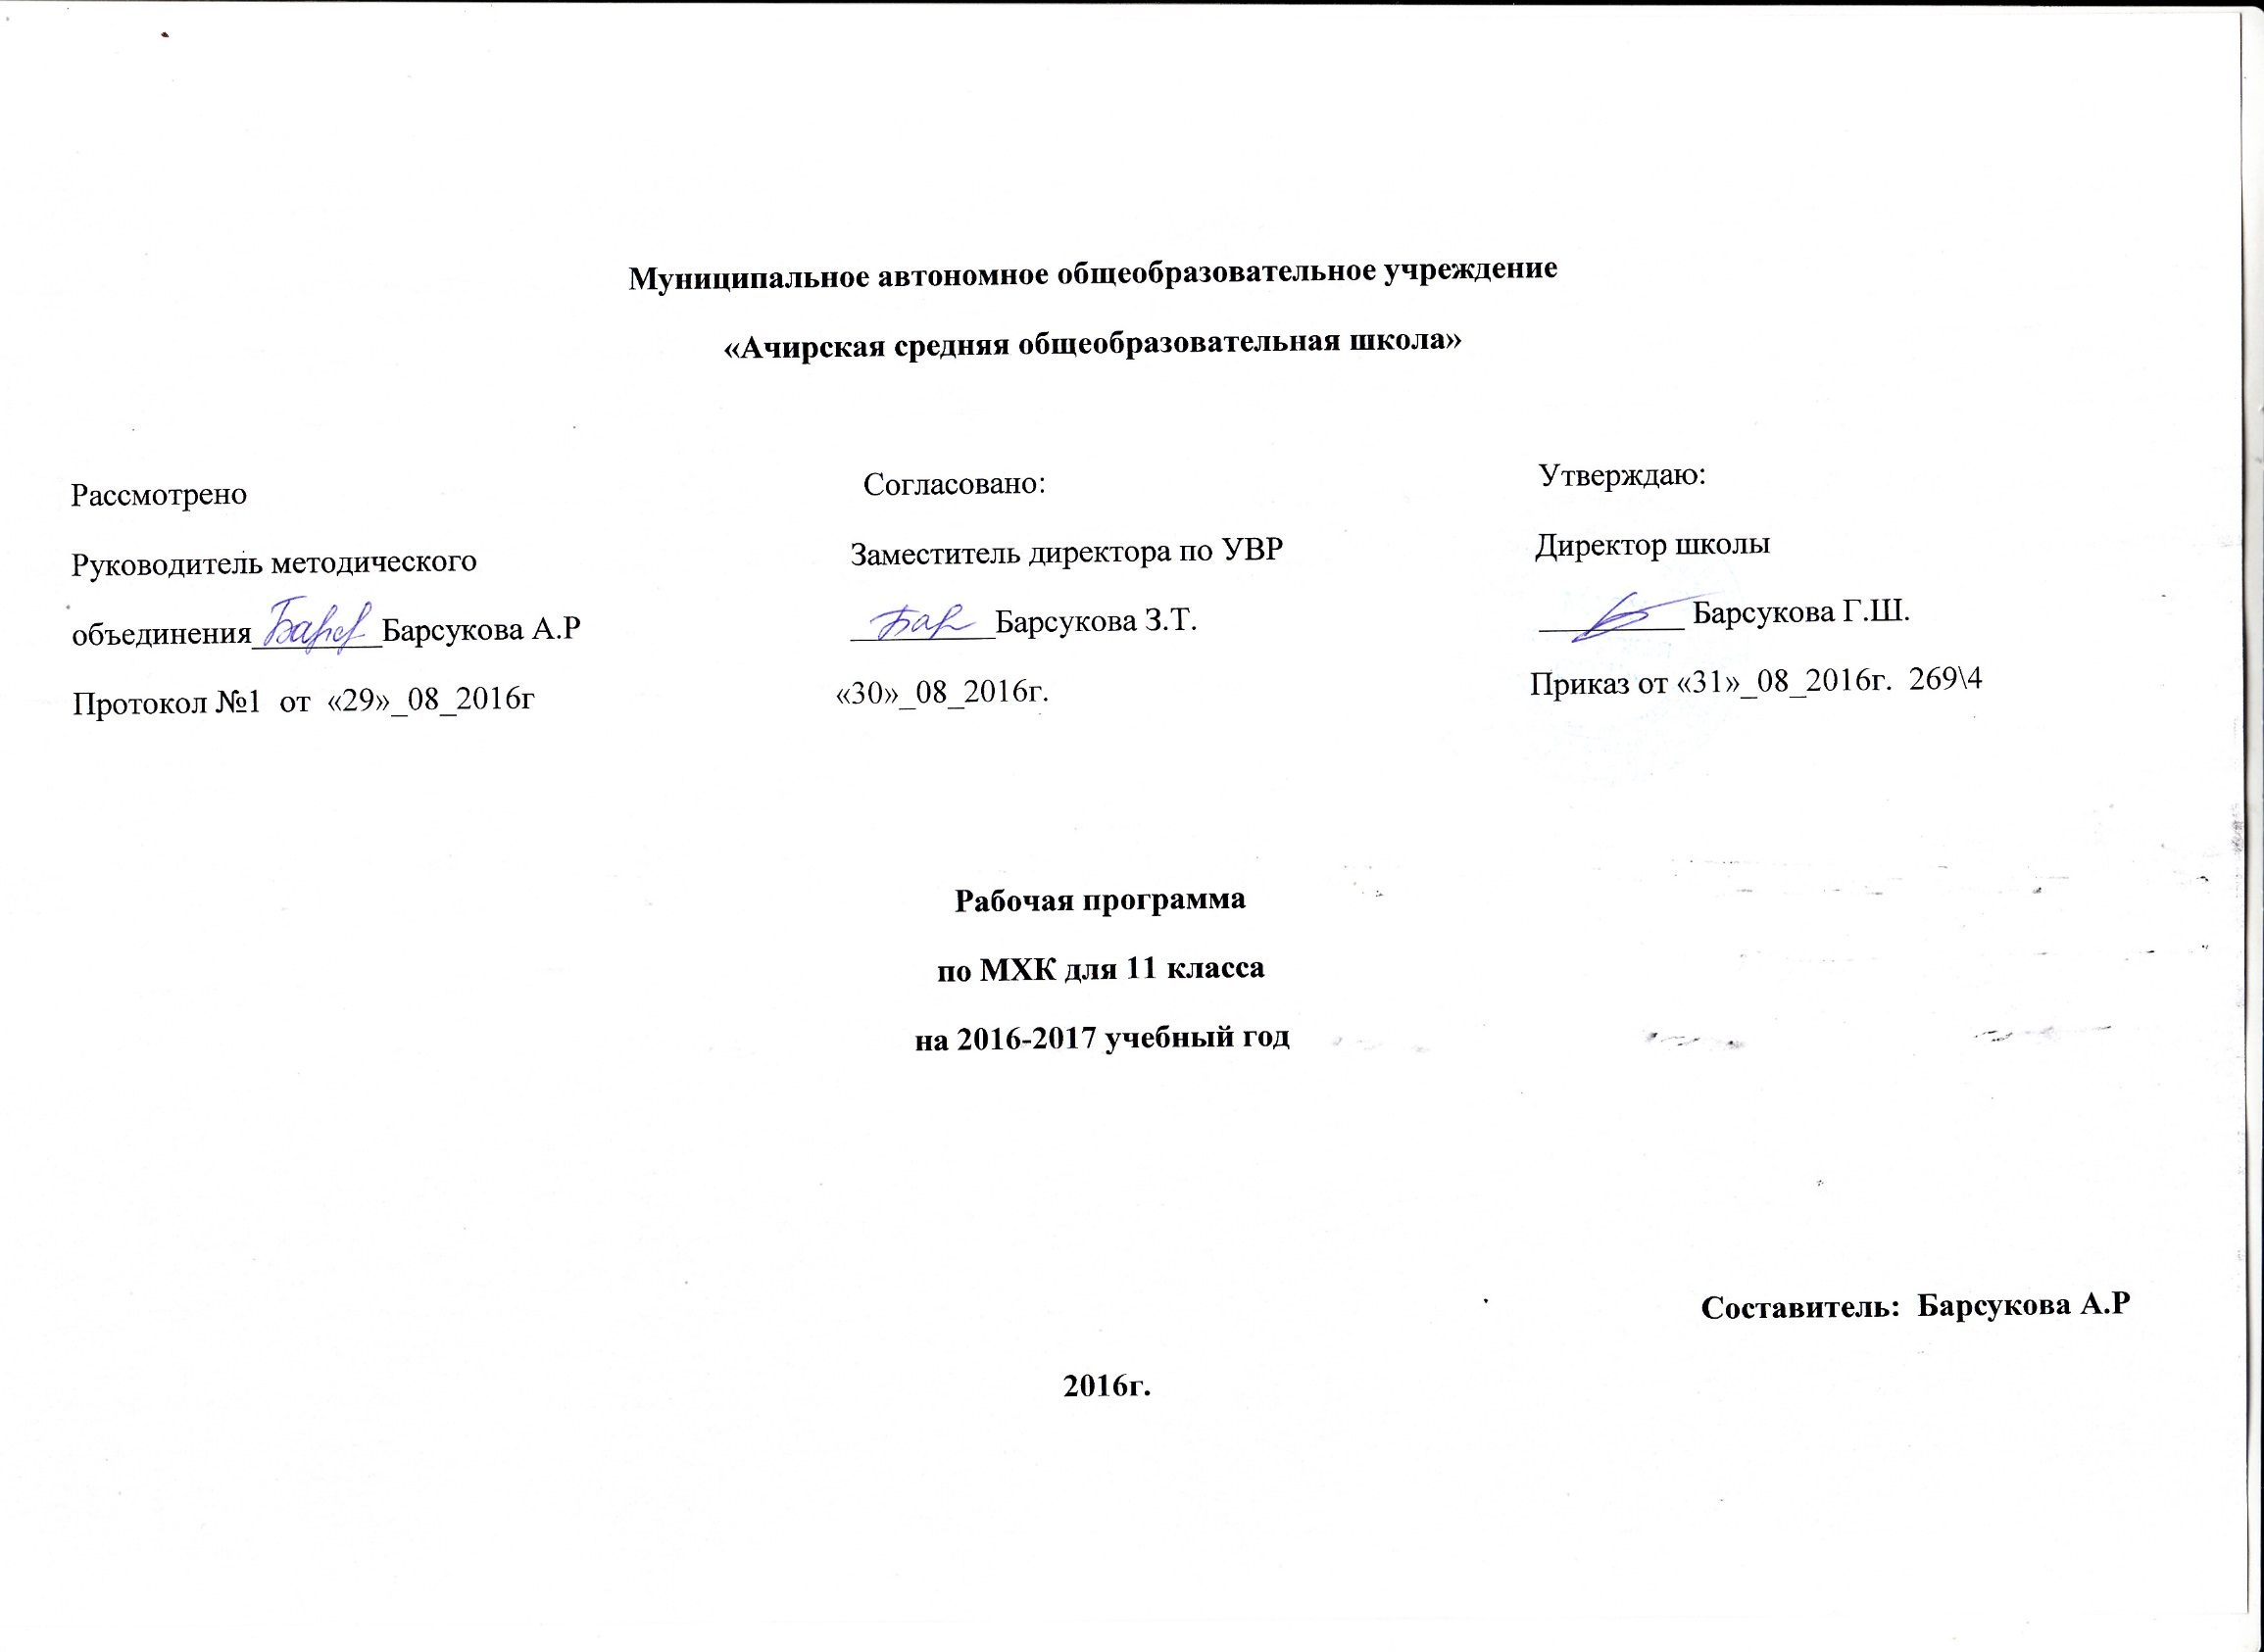 Муниципальное автономное общеобразовательное учреждение
«Ачирская средняя общеобразовательная школа»
Рассмотрено
Руководитель методического
объединения________Барсукова А.Р
Протокол №1 от «29»_08_2016г
Согласовано:
Заместитель директора по УВР
_________Барсукова З.Т.
«30»_08_2016г.
Утверждаю:
Директор школы
_________ Барсукова Г.Ш.
Приказ от «31»_08_2016г. 269\4
Рабочая программа
по МХК для 11 класса
на 2016-2017 учебный год
Составитель: Барсукова А.Р
2016г.